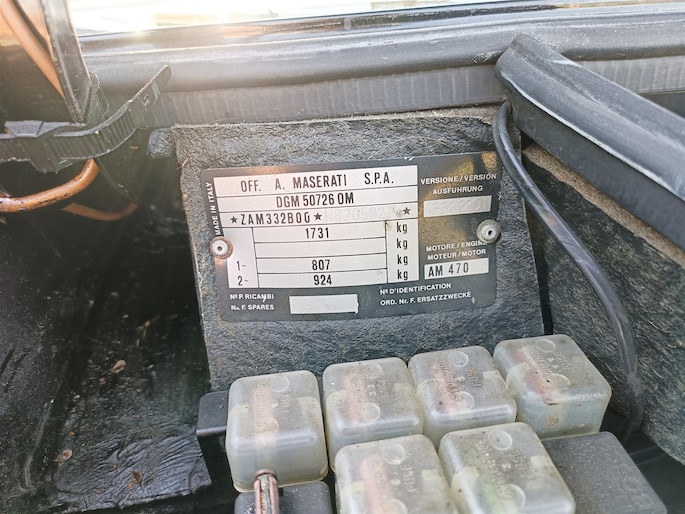 MADE IN ITALY
OFF. A. MASERATI S.P.A.
DGM 50726 OM
*ZAM332B00*
1731 kg
kg
1- 807 kg
2- 924 kg
VERSIONE/VERSION
AUSFUHRUNG
MOTORE/ENGINE
MOTEUR/MOTOR
AM 470
Nº P. RICAMBI
No. F. SPARES
Nº D'IDENTIFICATION
ORD. Nr. F. ERSATZZWECKE